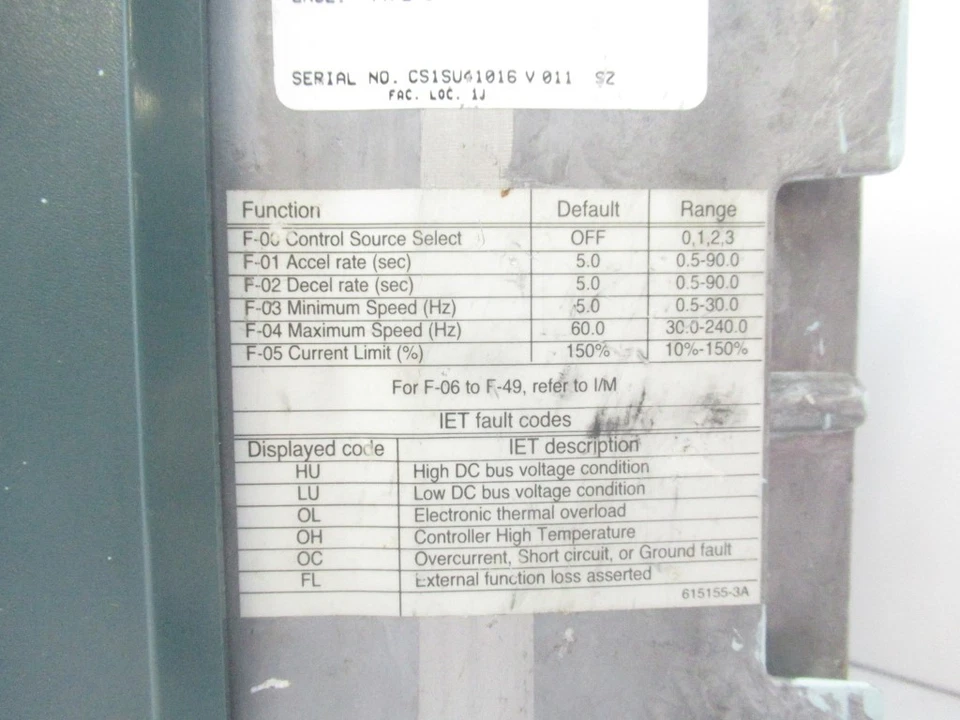 SERIAL NO. CS1SU41016 V 011 SZ
FAC. LOC. 1J
Function Default Range
F-00 Control Source Select OFF 0,1,2,3
F-01 Accel rate (sec) 5.0 0.5-90.0
F-02 Decel rate (sec) 5.0 0.5-90.0
F-03 Minimum Speed (Hz) 5.0 0.5-30.0
F-04 Maximum Speed (Hz) 60.0 30.0-240.0
F-05 Current Limit (%) 150% 10%-150%
For F-06 to F-49, refer to I/M
IET fault codes
Displayed code IET description
HU High DC bus voltage condition
LU Low DC bus voltage condition
OL Electronic thermal overload
OH Controller High Temperature
OC Overcurrent, Short circuit, or Ground fault
FL External function loss asserted
615155-3A